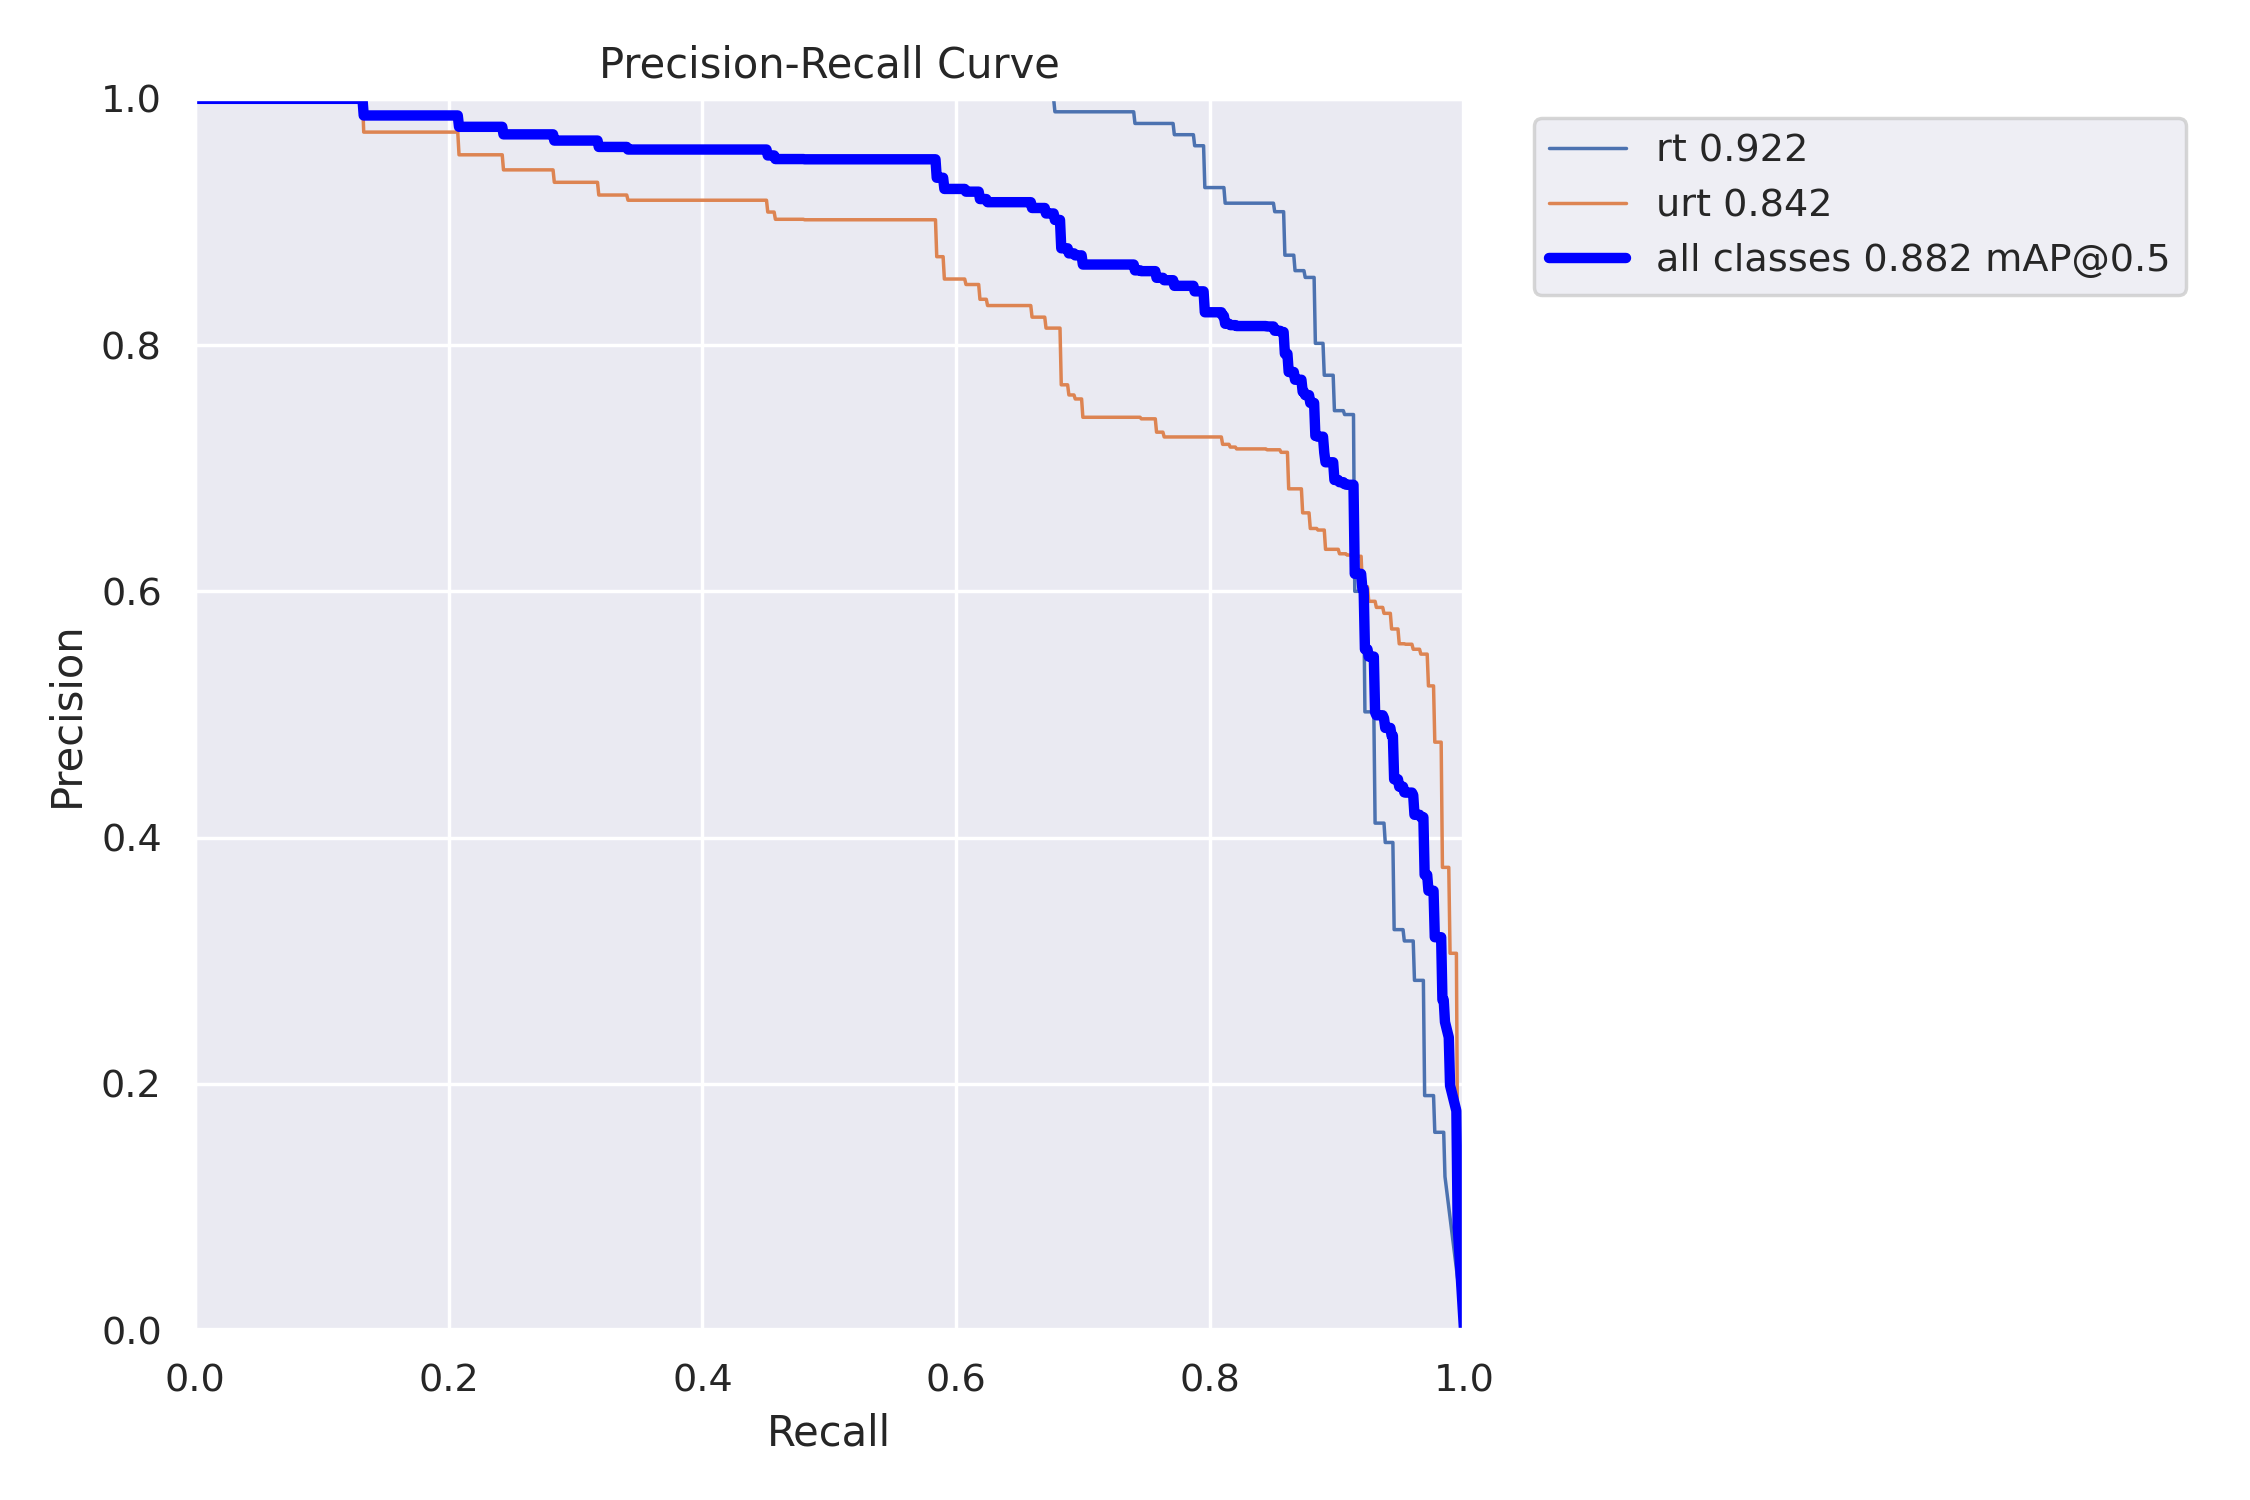 Precision-Recall Curve
1.0
0.8
0.6
0.4
0.2
0.0
Precision
0.0 0.2 0.4 0.6 0.8 1.0
Recall
rt 0.922
urt 0.842
all classes 0.882 mAP@0.5